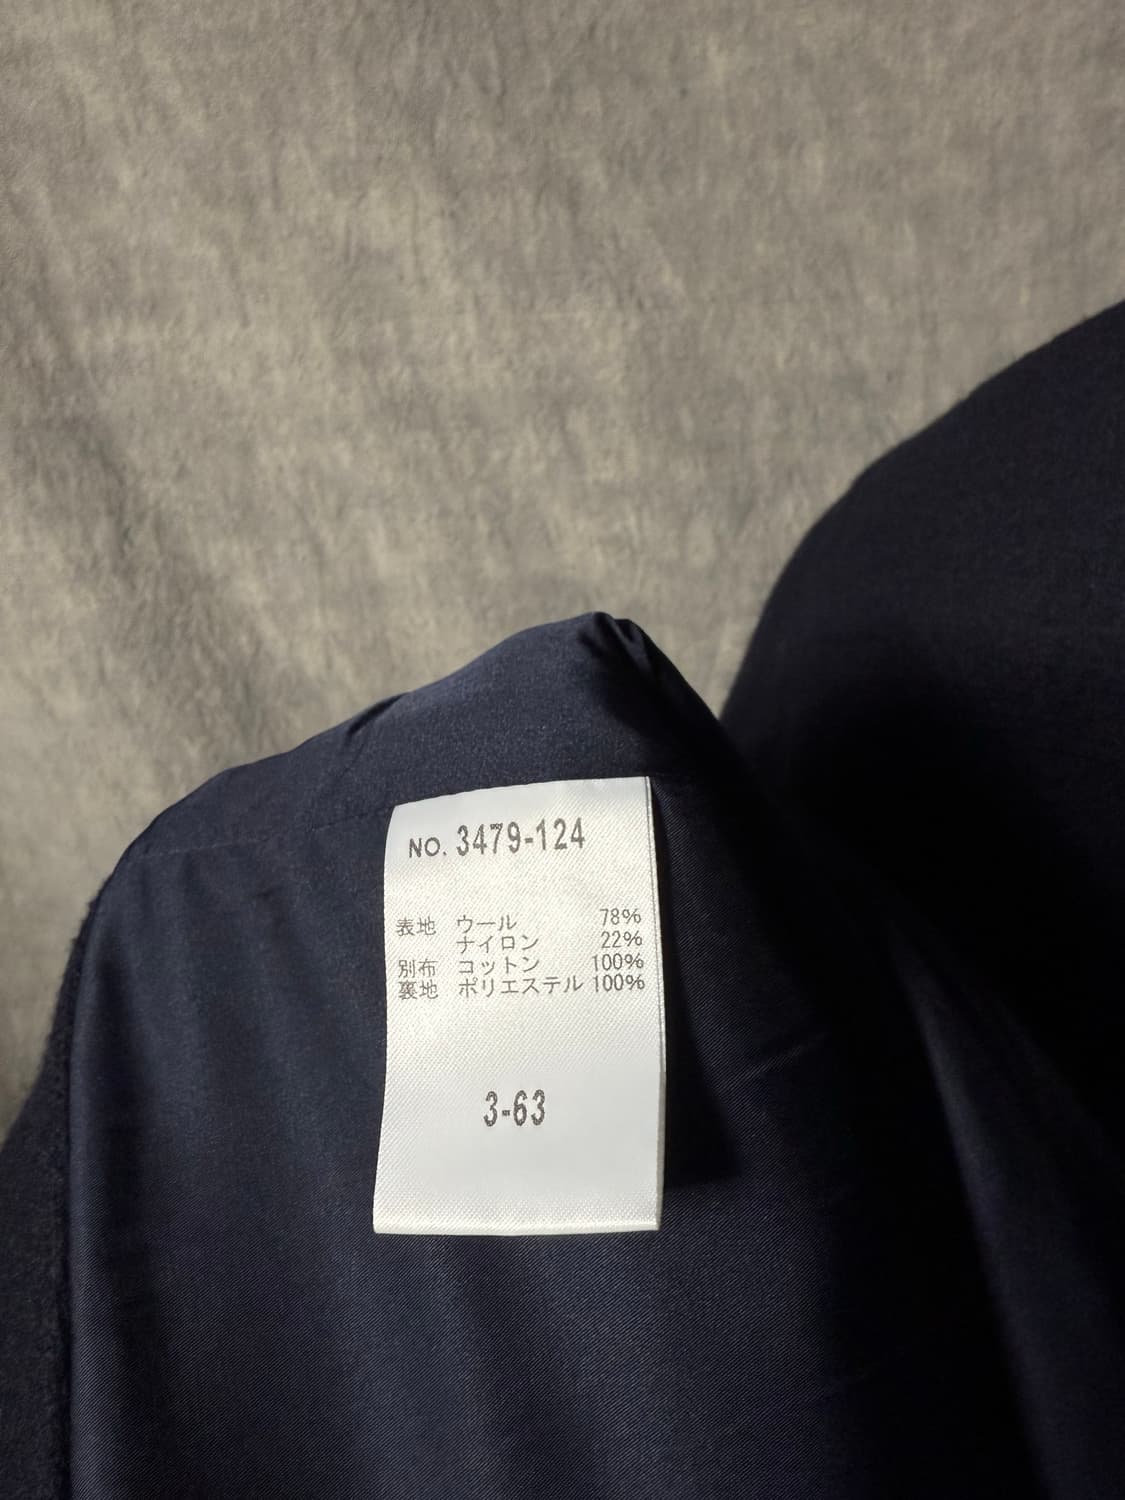 NO. 3479-124
表地 ウール 78%
ナイロン 22%
別布 コットン 100%
裏地 ポリエステル 100%
3-63